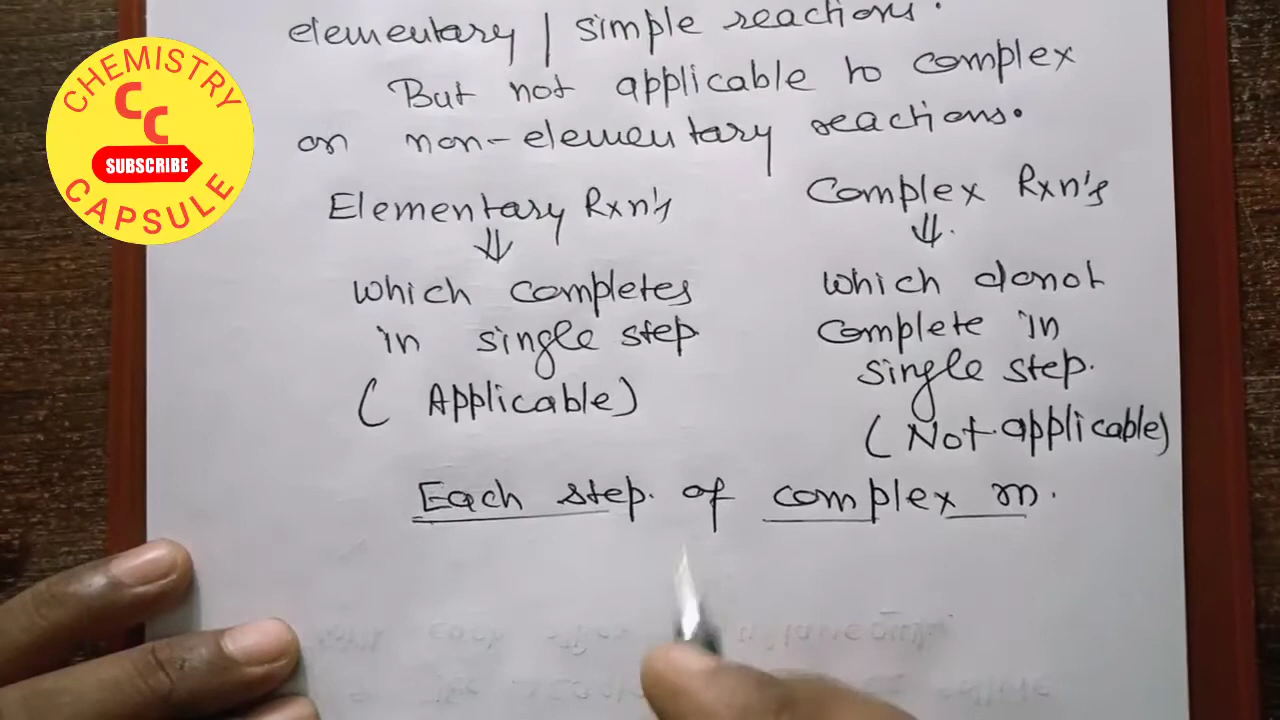 elementary / simple reactions.
But not applicable to complex
or non-elementary reactions.
Elementary Rxn's
⇓
which completes
in single step
(Applicable)
Complex Rxn's
⇓
which donot
complete in
single step.
(Not applicable)
Each step of complex rn.
CHEMISTRY
CC
SUBSCRIBE
CAPSULE